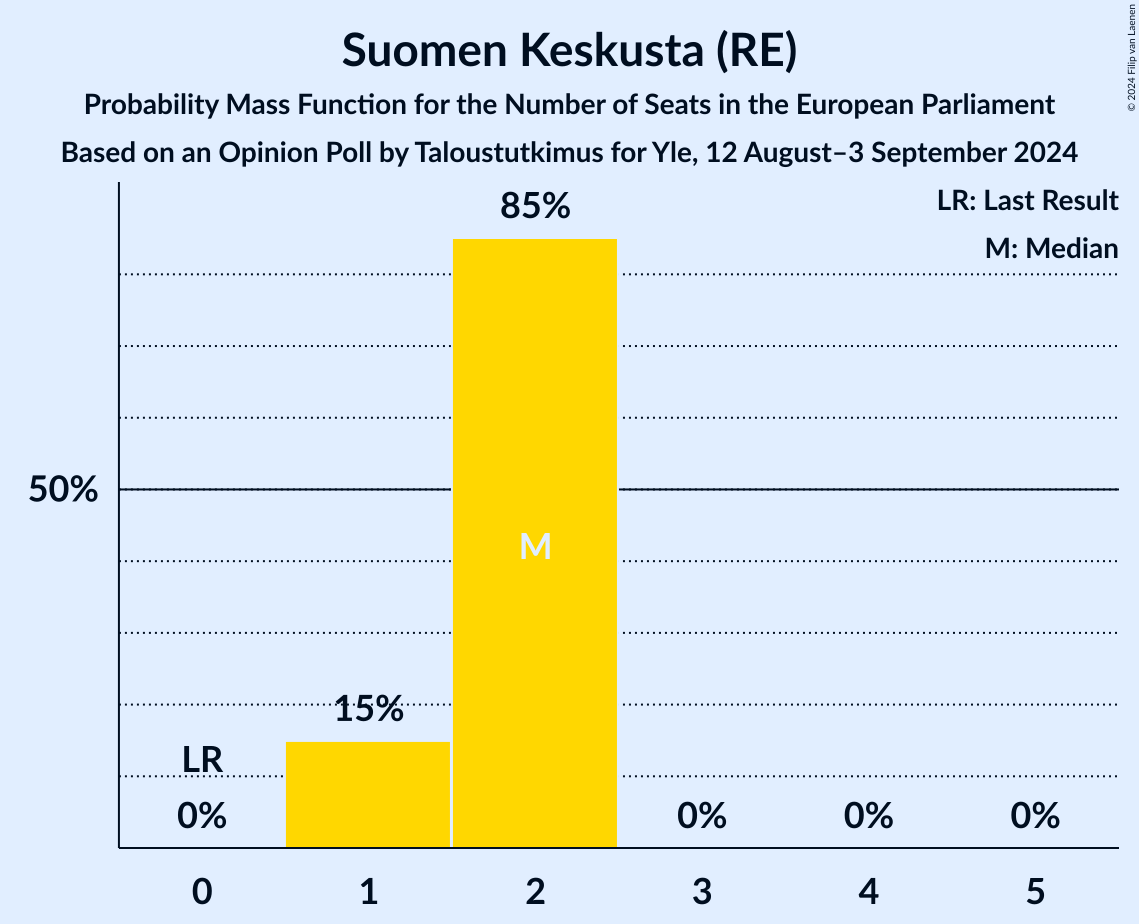 Suomen Keskusta (RE)
Probability Mass Function for the Number of Seats in the European Parliament
Based on an Opinion Poll by Taloustutkimus for Yle, 12 August–3 September 2024
© 2024 Filip van Laenen
LR: Last Result
M: Median
85%
50%
M
15%
LR
0%
0%
0%
0%
0
1
2
3
4
5